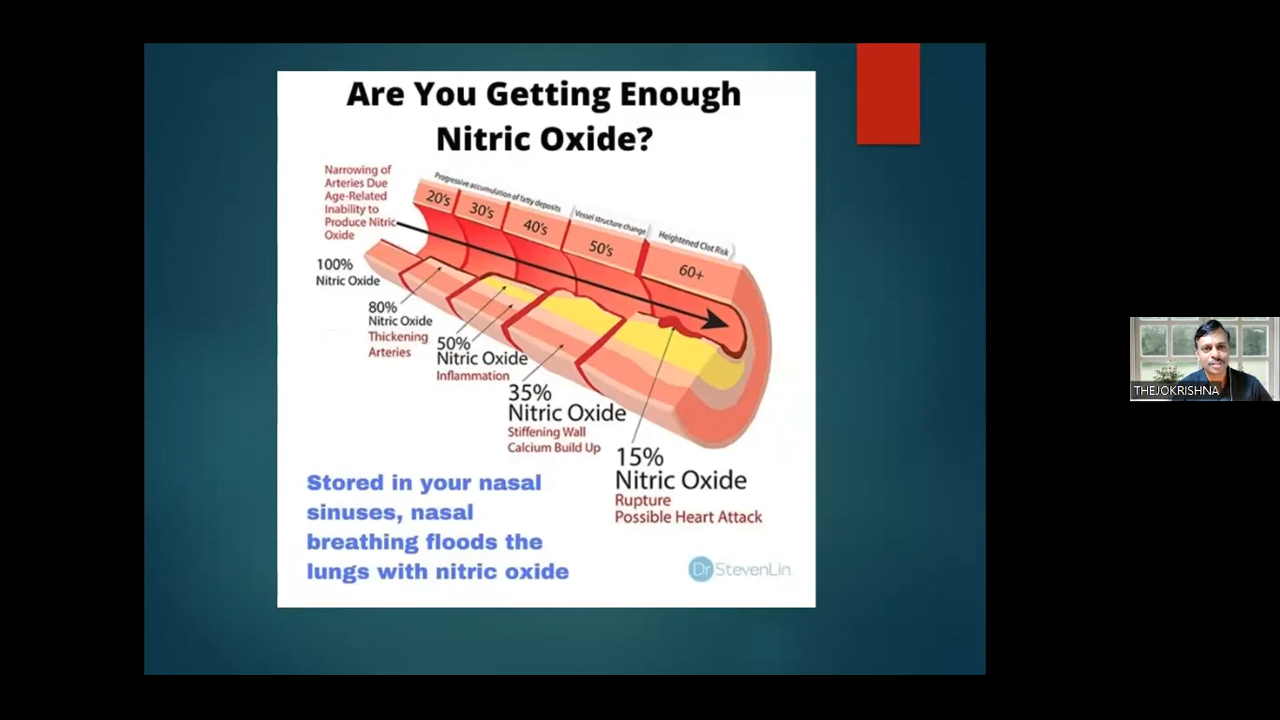 Are You Getting Enough
Nitric Oxide?
Narrowing of
Arteries Due
Age-Related
Inability to
Produce Nitric
Oxide
Progressive accumulation of fatty deposits
Vessel structure change
Heightened Clot Risk
20's
30's
40's
50's
60+
100%
Nitric Oxide
80%
Nitric Oxide
Thickening
Arteries
50%
Nitric Oxide
Inflammation
35%
Nitric Oxide
Stiffening Wall
Calcium Build Up
15%
Nitric Oxide
Rupture
Possible Heart Attack
Stored in your nasal
sinuses, nasal
breathing floods the
lungs with nitric oxide
Dr StevenLin
THEJOKRISHNA